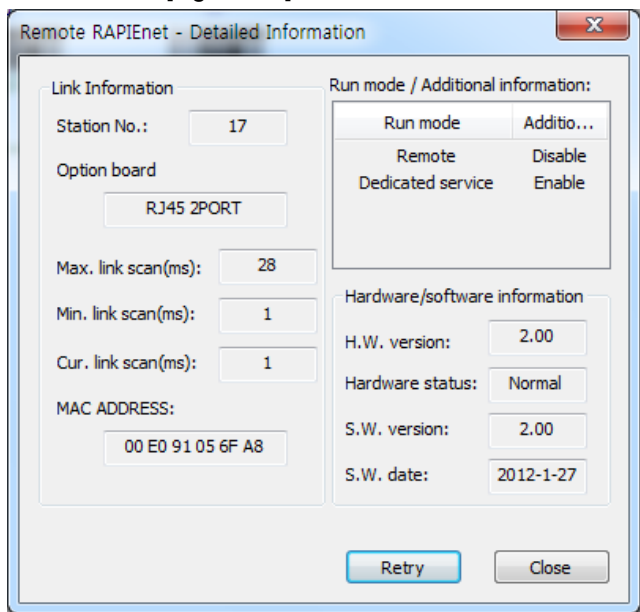 Remote RAPIEnet - Detailed Information
Link Information
Station No.: 17
Option board
RJ45 2PORT
Max. link scan(ms): 28
Min. link scan(ms): 1
Cur. link scan(ms): 1
MAC ADDRESS:
00 E0 91 05 6F A8
Run mode / Additional information:
Run mode Additio...
Remote Disable
Dedicated service Enable
Hardware/software information
H.W. version: 2.00
Hardware status: Normal
S.W. version: 2.00
S.W. date: 2012-1-27
Retry Close